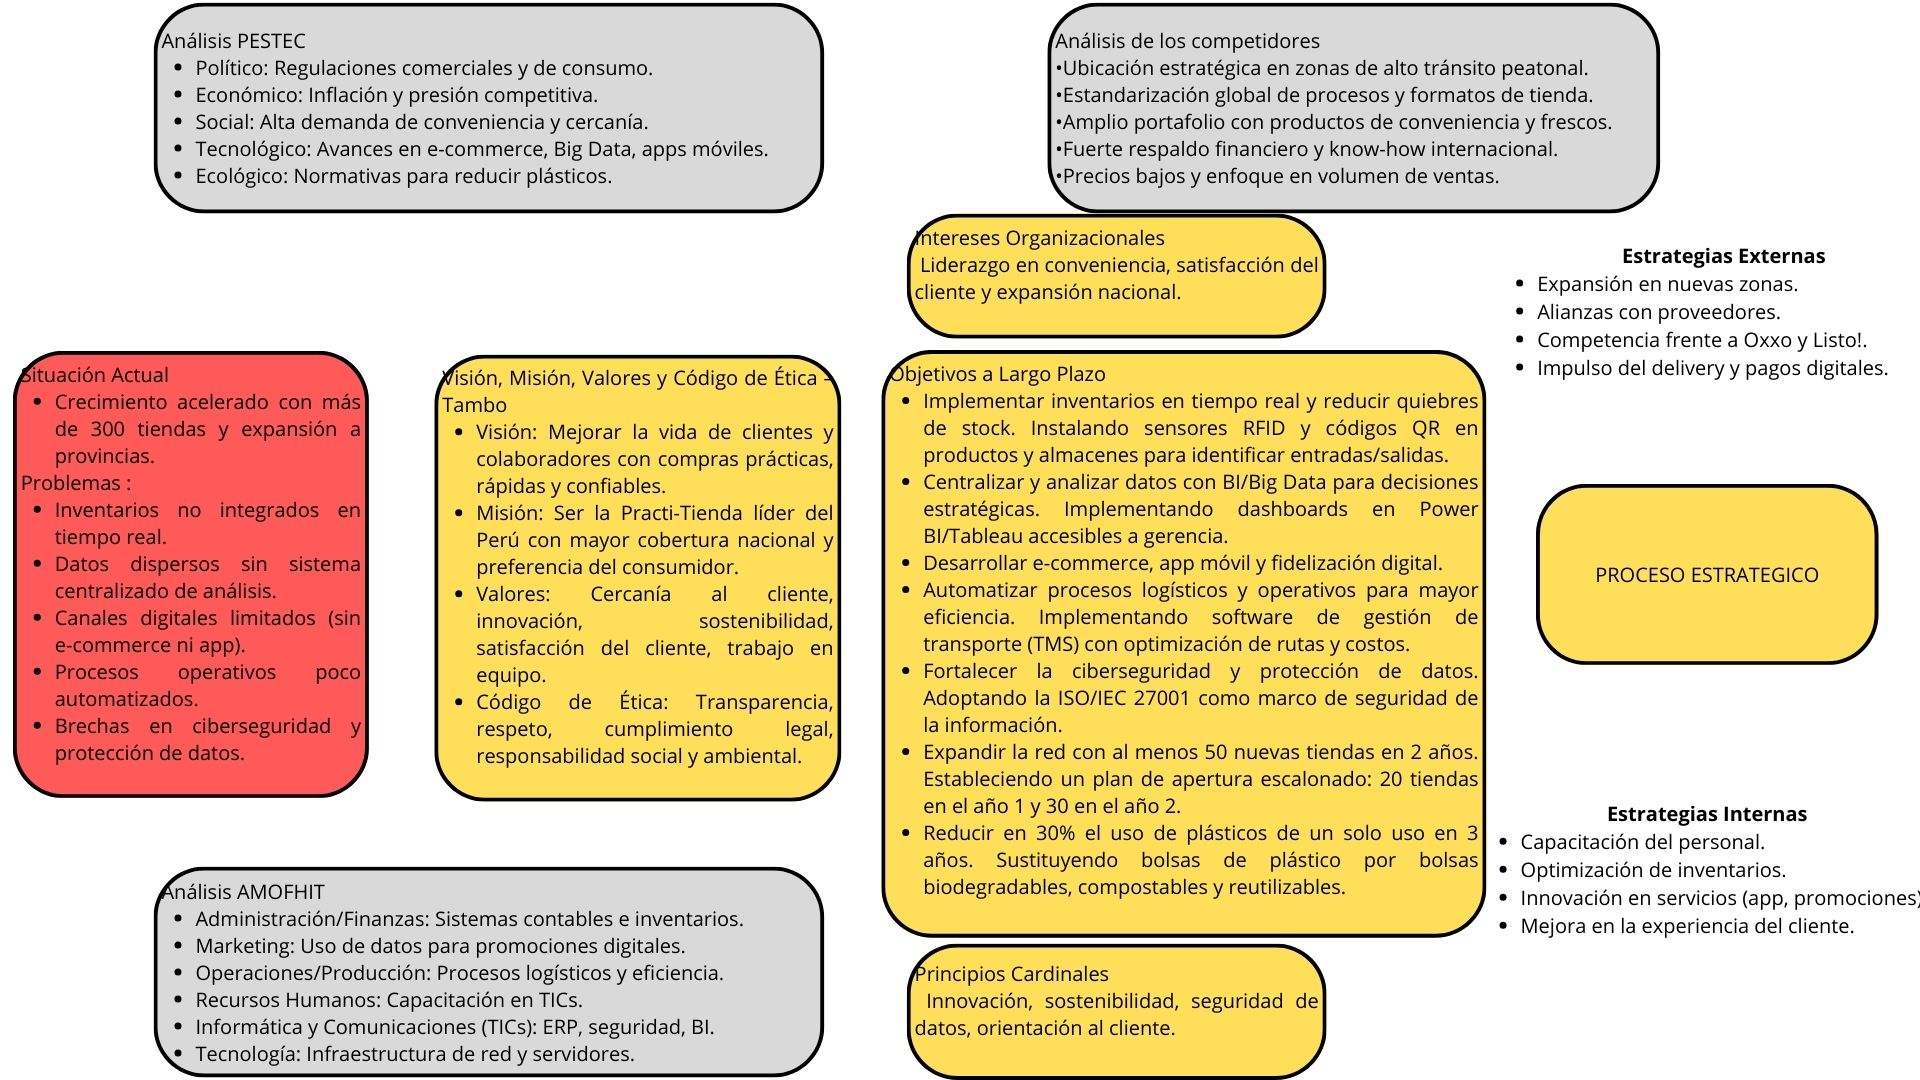 Análisis PESTEC
• Político: Regulaciones comerciales y de consumo.
• Económico: Inflación y presión competitiva.
• Social: Alta demanda de conveniencia y cercanía.
• Tecnológico: Avances en e-commerce, Big Data, apps móviles.
• Ecológico: Normativas para reducir plásticos.
Análisis de los competidores
•Ubicación estratégica en zonas de alto tránsito peatonal.
•Estandarización global de procesos y formatos de tienda.
•Amplio portafolio con productos de conveniencia y frescos.
•Fuerte respaldo financiero y know-how internacional.
•Precios bajos y enfoque en volumen de ventas.
Situación Actual
• Crecimiento acelerado con más
de 300 tiendas y expansión a
provincias.
Problemas :
• Inventarios no integrados en
tiempo real.
• Datos dispersos sin sistema
centralizado de análisis.
• Canales digitales limitados (sin
e-commerce ni app).
• Procesos operativos poco
automatizados.
• Brechas en ciberseguridad y
protección de datos.
Visión, Misión, Valores y Código de Ética –
Tambo
• Visión: Mejorar la vida de clientes y
colaboradores con compras prácticas,
rápidas y confiables.
• Misión: Ser la Practi-Tienda líder del
Perú con mayor cobertura nacional y
preferencia del consumidor.
• Valores: Cercanía al cliente,
innovación, sostenibilidad,
satisfacción del cliente, trabajo en
equipo.
• Código de Ética: Transparencia,
respeto, cumplimiento legal,
responsabilidad social y ambiental.
Intereses Organizacionales
Liderazgo en conveniencia, satisfacción del
cliente y expansión nacional.
Objetivos a Largo Plazo
• Implementar inventarios en tiempo real y reducir quiebres
de stock. Instalando sensores RFID y códigos QR en
productos y almacenes para identificar entradas/salidas.
• Centralizar y analizar datos con BI/Big Data para decisiones
estratégicas. Implementando dashboards en Power
BI/Tableau accesibles a gerencia.
• Desarrollar e-commerce, app móvil y fidelización digital.
• Automatizar procesos logísticos y operativos para mayor
eficiencia. Implementando software de gestión de
transporte (TMS) con optimización de rutas y costos.
• Fortalecer la ciberseguridad y protección de datos.
Adoptando la ISO/IEC 27001 como marco de seguridad de
la información.
• Expandir la red con al menos 50 nuevas tiendas en 2 años.
Estableciendo un plan de apertura escalonado: 20 tiendas
en el año 1 y 30 en el año 2.
• Reducir en 30% el uso de plásticos de un solo uso en 3
años. Sustituyendo bolsas de plástico por bolsas
biodegradables, compostables y reutilizables.
Principios Cardinales
Innovación, sostenibilidad, seguridad de
datos, orientación al cliente.
Estrategias Externas
• Expansión en nuevas zonas.
• Alianzas con proveedores.
• Competencia frente a Oxxo y Listo!.
• Impulso del delivery y pagos digitales.
PROCESO ESTRATEGICO
Estrategias Internas
• Capacitación del personal.
• Optimización de inventarios.
• Innovación en servicios (app, promociones)
• Mejora en la experiencia del cliente.
Análisis AMOFHIT
• Administración/Finanzas: Sistemas contables e inventarios.
• Marketing: Uso de datos para promociones digitales.
• Operaciones/Producción: Procesos logísticos y eficiencia.
• Recursos Humanos: Capacitación en TICs.
• Informática y Comunicaciones (TICs): ERP, seguridad, BI.
• Tecnología: Infraestructura de red y servidores.